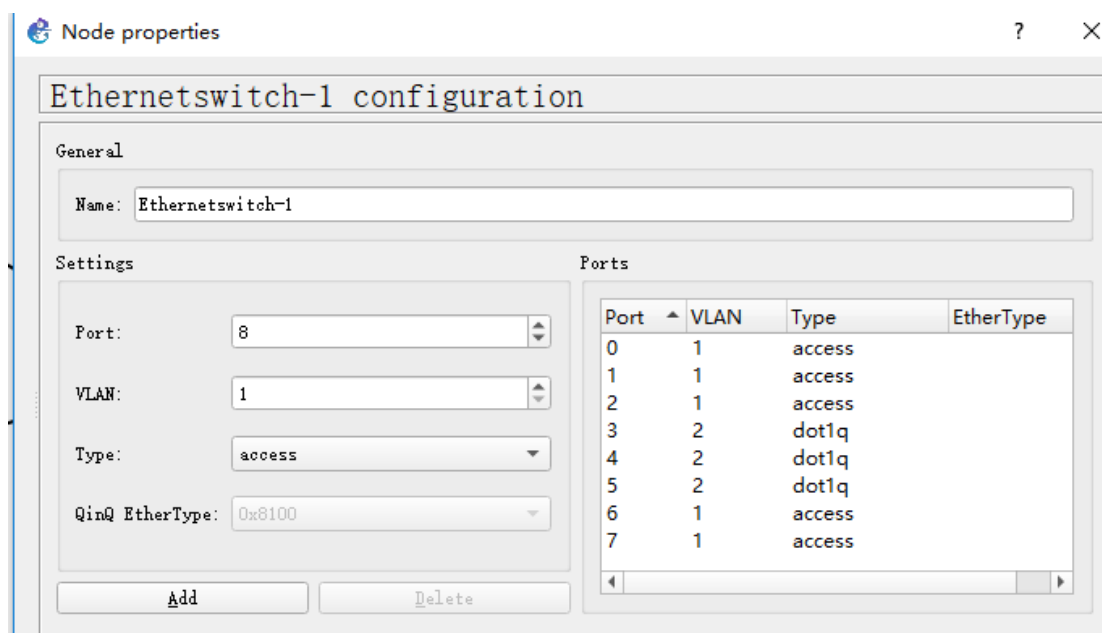 Node properties ?
Ethernetswitch-1 configuration
General
Name: Ethernetswitch-1
Settings
Port: 8
VLAN: 1
Type: access
QinQ EtherType: 0x8100
Add Delete
Ports
Port VLAN Type EtherType
0 1 access
1 1 access
2 1 access
3 2 dot1q
4 2 dot1q
5 2 dot1q
6 1 access
7 1 access